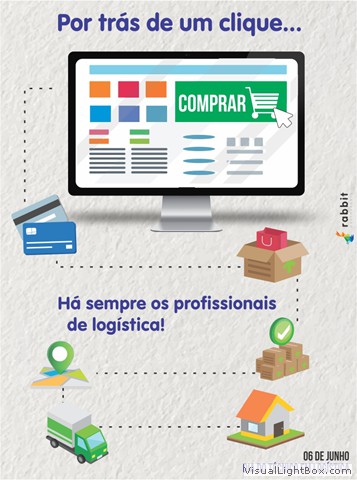 Por trás de um clique...
COMPRAR
rabbit
Há sempre os profissionais
de logística!
06 DE JUNHO
VisualLightBox.com